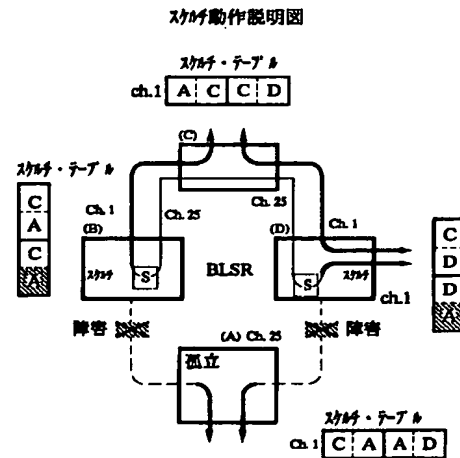 スケルチ動作説明図
スケルチ・テーブル
ch.1 A C C D
(C)
スケルチ・テーブル
C
A
C
A
Ch. 1
Ch. 25
Ch. 25
Ch. 1
(B)
(D)
スケルチ
S
BLSR
S
スケルチ
ch.1
C
D
D
A
障害
障害
(A) Ch. 25
孤立
スケルチ・テーブル
Ch. 1 C A A D